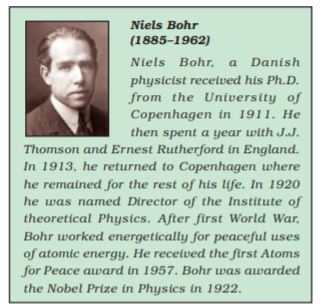 Niels Bohr
(1885–1962)
Niels Bohr, a Danish
physicist received his Ph.D.
from the University of
Copenhagen in 1911. He
then spent a year with J.J.
Thomson and Ernest Rutherford in England.
In 1913, he returned to Copenhagen where
he remained for the rest of his life. In 1920
he was named Director of the Institute of
theoretical Physics. After first World War,
Bohr worked energetically for peaceful uses
of atomic energy. He received the first Atoms
for Peace award in 1957. Bohr was awarded
the Nobel Prize in Physics in 1922.